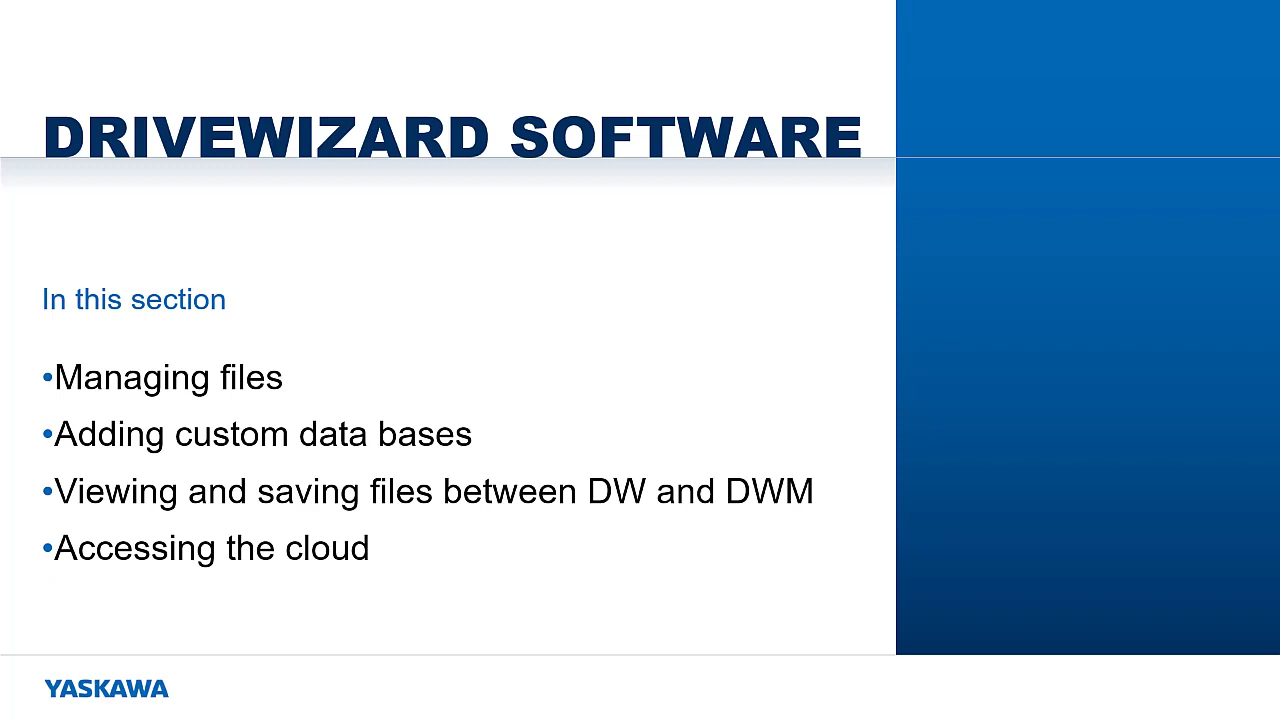 DRIVEWIZARD SOFTWARE
In this section
•Managing files
•Adding custom data bases
•Viewing and saving files between DW and DWM
•Accessing the cloud
YASKAWA